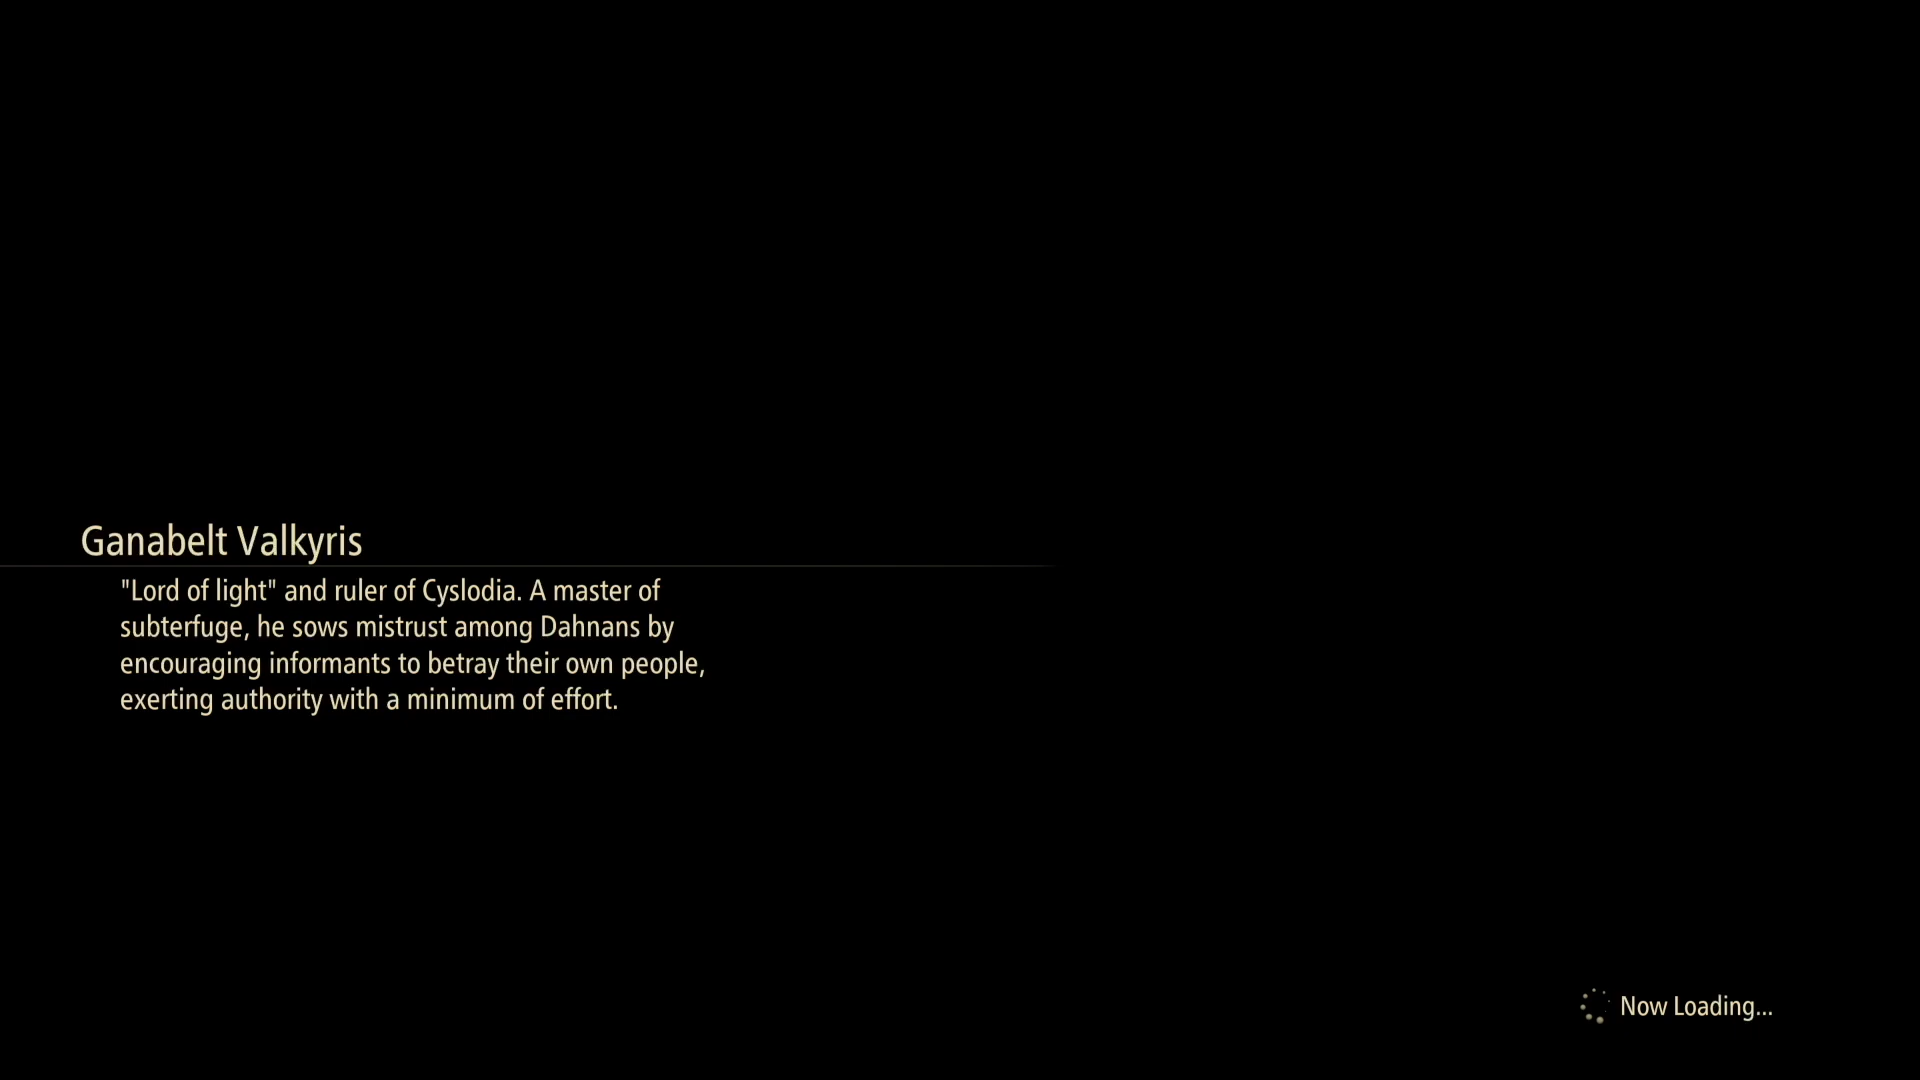 Ganabelt Valkyris
"Lord of light" and ruler of Cyslodia. A master of
subterfuge, he sows mistrust among Dahnans by
encouraging informants to betray their own people,
exerting authority with a minimum of effort.
Now Loading...